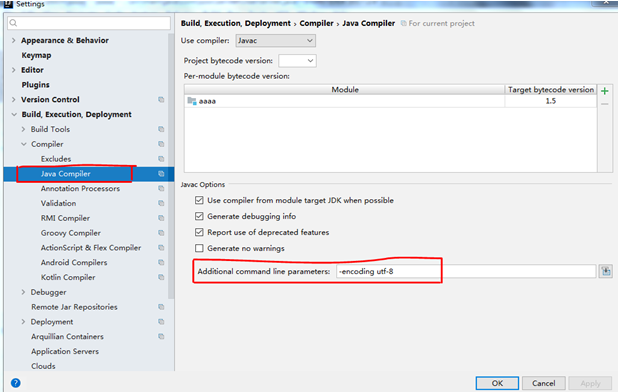 Settings
Appearance & Behavior
Keymap
Editor
Plugins
Version Control
Build, Execution, Deployment
Build Tools
Compiler
Excludes
Java Compiler
Annotation Processors
Validation
RMI Compiler
Groovy Compiler
ActionScript & Flex Compiler
Android Compilers
Kotlin Compiler
Debugger
Remote Jar Repositories
Deployment
Arquillian Containers
Application Servers
Clouds
Build, Execution, Deployment › Compiler › Java Compiler For current project
Use compiler: Javac
Project bytecode version:
Per-module bytecode version:
Module Target bytecode version
aaaa 1.5
Javac Options
Use compiler from module target JDK when possible
Generate debugging info
Report use of deprecated features
Generate no warnings
Additional command line parameters: -encoding utf-8
? OK Cancel Apply